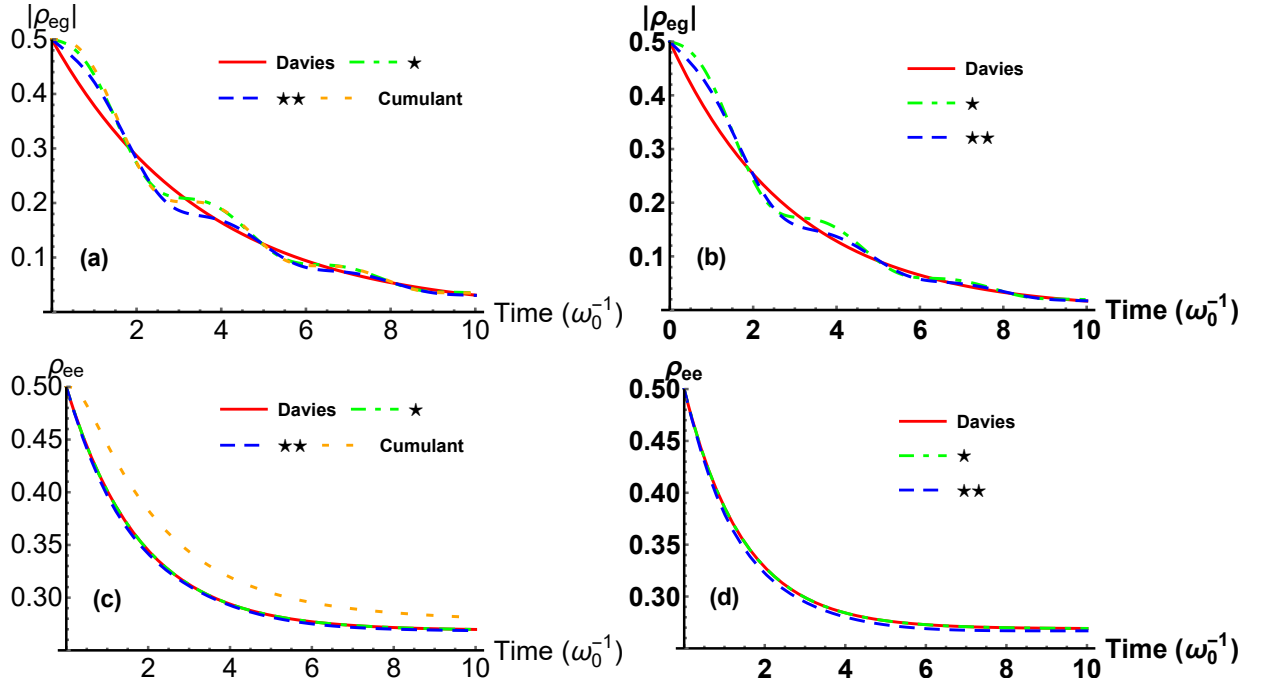 |ρeg|
0.5
0.4
0.3
0.2
0.1
Davies ★
★★ Cumulant
(a)
2 4 6 8 10
Time (ω₀⁻¹)
|ρeg|
0.5
0.4
0.3
0.2
0.1
Davies
★
★★
(b)
0 2 4 6 8 10
Time (ω₀⁻¹)
ρee
0.50
0.45
0.40
0.35
0.30
Davies ★
★★ Cumulant
(c)
2 4 6 8 10
Time (ω₀⁻¹)
ρee
0.50
0.45
0.40
0.35
0.30
Davies
★
★★
(d)
2 4 6 8 10
Time (ω₀⁻¹)